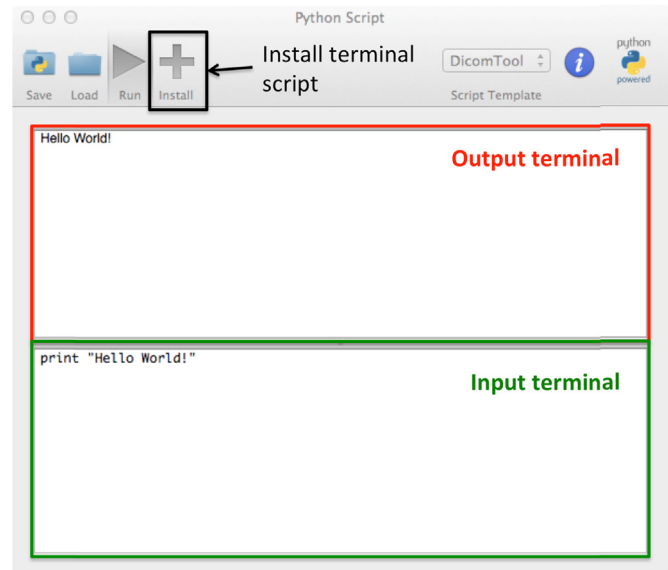 Python Script
Install terminal
script
DicomTool
i
python
powered
Save Load Run Install
Script Template
Hello World!
Output terminal
print "Hello World!"
Input terminal